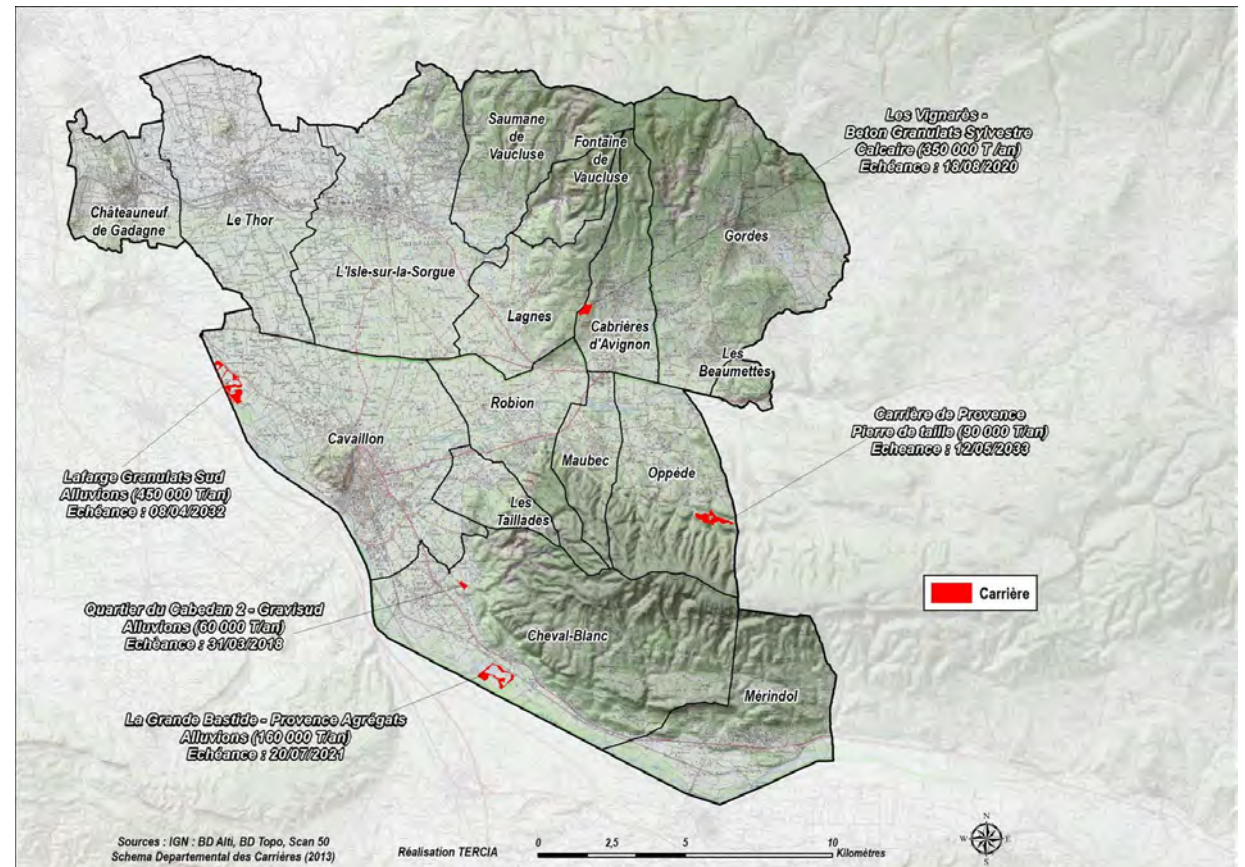 Les Vignarès -
Beton Granulats Sylvestre
Calcaire (350 000 T /an)
Echéance : 18/08/2020
Saumane
de
Vaucluse
Fontaine
de
Vaucluse
Châteauneuf
de Gadagne
Le Thor
Gordes
L'Isle-sur-la-Sorgue
Lagnes
Cabrières
d'Avignon
Les
Beaumettes
Robion
Cavaillon
Maubec
Oppède
Carrière de Provence
Pierre de taille (90 000 T/an)
Echeance : 12/05/2033
Lafarge Granulats Sud
Alluvions (450 000 T/an)
Echéance : 08/04/2032
Les
Taillades
Carrière
Quartier du Cabedan 2 - Gravisud
Alluvions (60 000 T/an)
Echéance : 31/03/2018
Cheval-Blanc
Mérindol
La Grande Bastide - Provence Agrégats
Alluvions (160 000 T/an)
Echéance : 20/07/2021
Sources : IGN : BD Alti, BD Topo, Scan 50
Schema Departemental des Carrières (2013)
Réalisation TERCIA
0 2,5 5 10
Kilomètres
N
W E
S